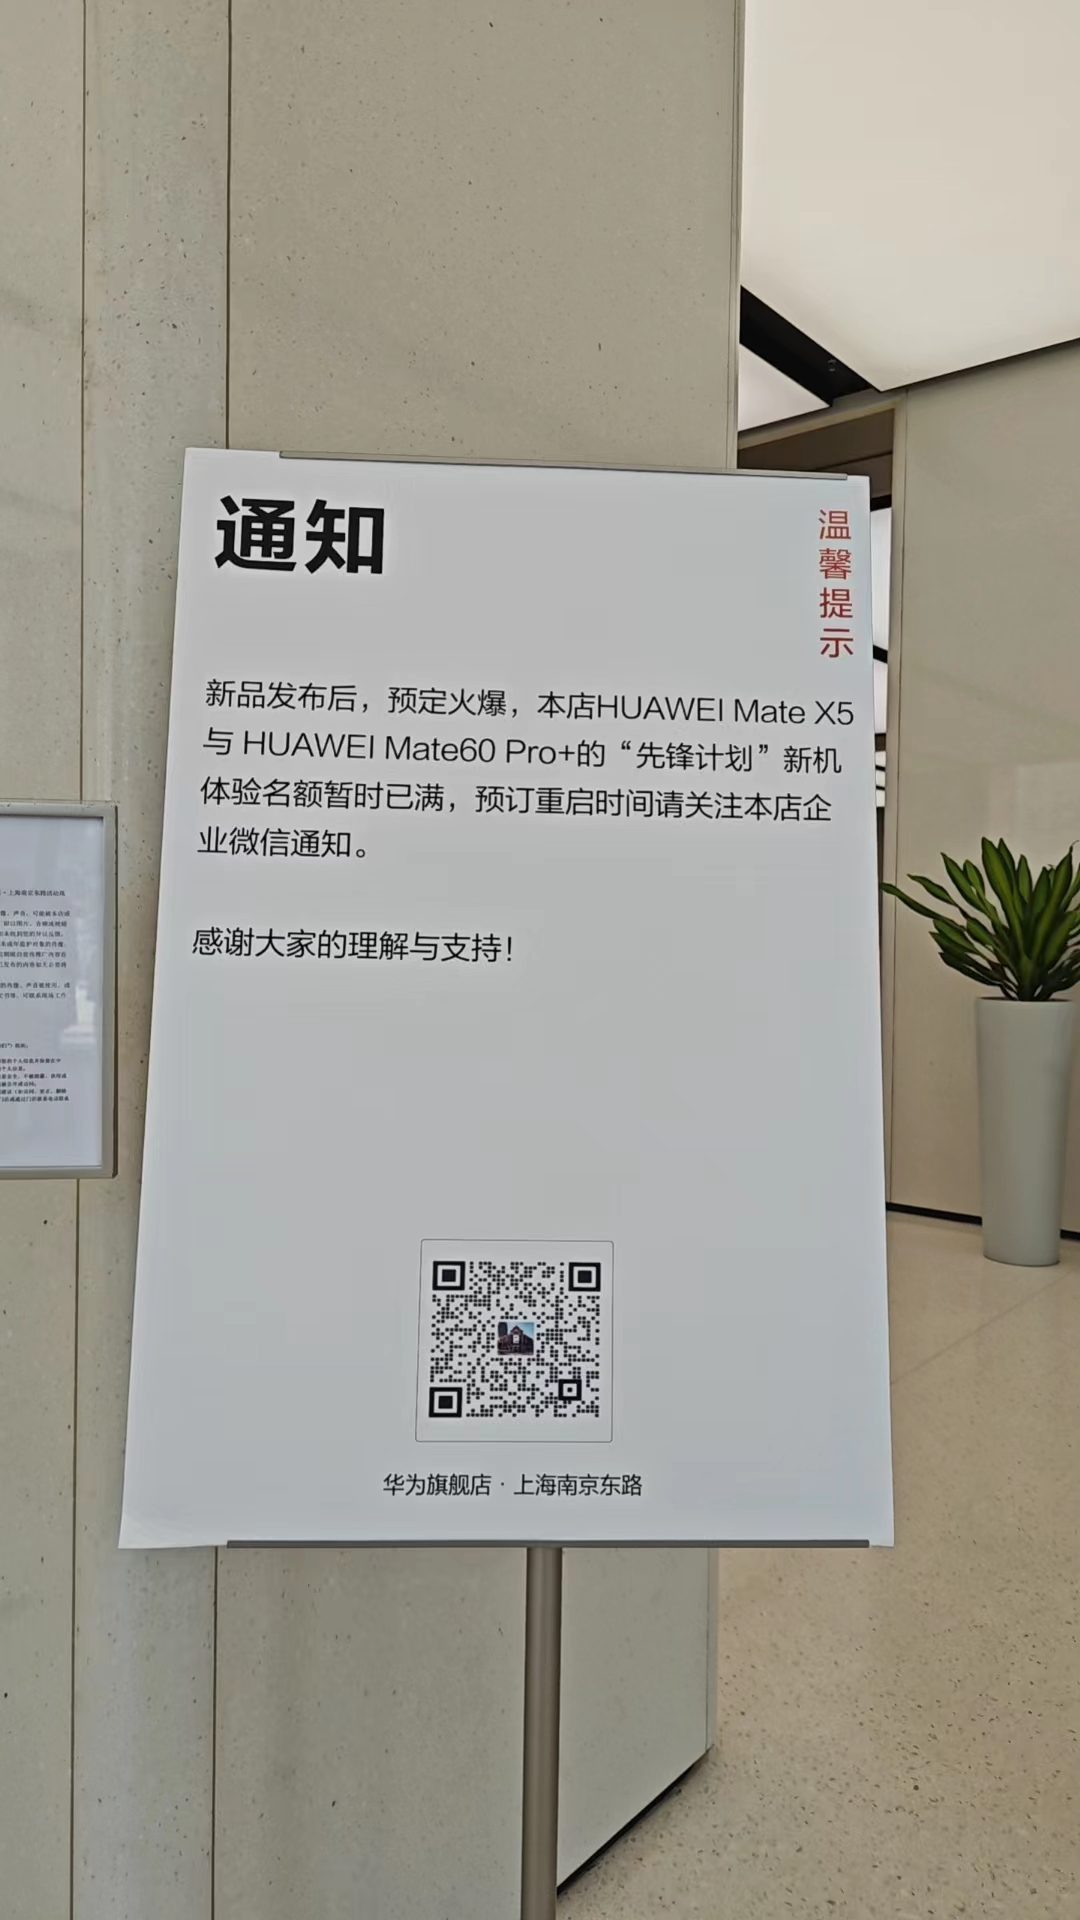 通知
温馨提示
新品发布后，预定火爆，本店HUAWEI Mate X5
与 HUAWEI Mate60 Pro+的“先锋计划”新机
体验名额暂时已满，预订重启时间请关注本店企
业微信通知。
感谢大家的理解与支持！
华为旗舰店 · 上海南京东路